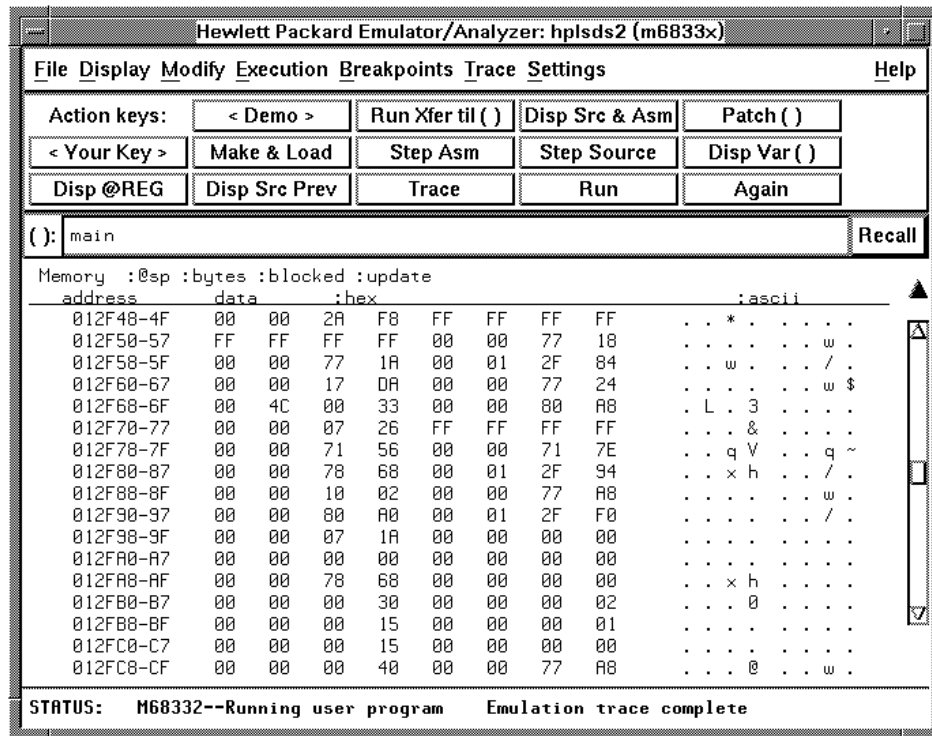 Hewlett Packard Emulator/Analyzer: hplsds2 (m6833x)
File Display Modify Execution Breakpoints Trace Settings Help
Action keys: < Demo > Run Xfer til ( ) Disp Src & Asm Patch ( )
< Your Key > Make & Load Step Asm Step Source Disp Var ( )
Disp @REG Disp Src Prev Trace Run Again
( ): main Recall
Memory :@sp :bytes :blocked :update
address data :hex :ascii
012F48-4F 00 00 2A F8 FF FF FF FF . . * . . . . .
012F50-57 FF FF FF FF 00 00 77 18 . . . . . . w .
012F58-5F 00 00 77 1A 00 01 2F 84 . . w . . . / .
012F60-67 00 00 17 DA 00 00 77 24 . . . . . . w $
012F68-6F 00 4C 00 33 00 00 80 A8 . L . 3 . . . .
012F70-77 00 00 07 26 FF FF FF FF . . . & . . . .
012F78-7F 00 00 71 56 00 00 71 7E . . q V . . q ~
012F80-87 00 00 78 68 00 01 2F 94 . . x h . . / .
012F88-8F 00 00 10 02 00 00 77 A8 . . . . . . w .
012F90-97 00 00 80 A0 00 01 2F F0 . . . . . . / .
012F98-9F 00 00 07 1A 00 00 00 00 . . . . . . . .
012FA0-A7 00 00 00 00 00 00 00 00 . . . . . . . .
012FA8-AF 00 00 78 68 00 00 00 00 . . x h . . . .
012FB0-B7 00 00 00 30 00 00 00 02 . . . 0 . . . .
012FB8-BF 00 00 00 15 00 00 00 01 . . . . . . . .
012FC0-C7 00 00 00 15 00 00 00 00 . . . . . . . .
012FC8-CF 00 00 00 40 00 00 77 A8 . . . @ . . w .
STATUS: M68332--Running user program Emulation trace complete